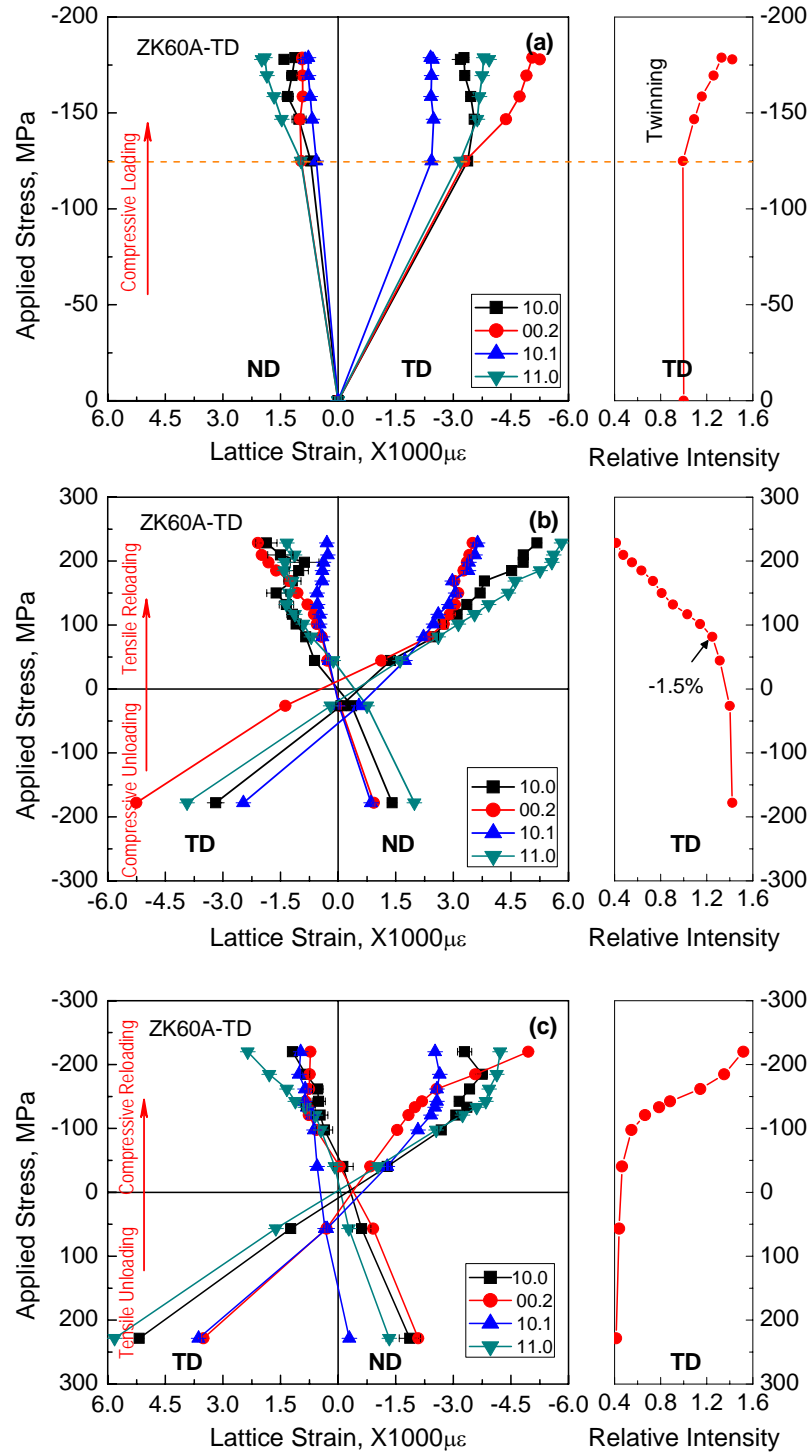 -200
-150
-100
-50
0
Applied Stress, MPa
Compressive Loading
ZK60A-TD
(a)
ND
TD
10.0
00.2
10.1
11.0
6.0 4.5 3.0 1.5 0.0 -1.5 -3.0 -4.5 -6.0
Lattice Strain, X1000με
Twinning
TD
-200
-150
-100
-50
0
0.4 0.8 1.2 1.6
Relative Intensity
300
200
100
0
-100
-200
-300
Applied Stress, MPa
Compressive Unloading
Tensile Reloading
ZK60A-TD
(b)
TD
ND
10.0
00.2
10.1
11.0
-6.0 -4.5 -3.0 -1.5 0.0 1.5 3.0 4.5 6.0
Lattice Strain, X1000με
-1.5%
TD
300
200
100
0
-100
-200
-300
0.4 0.8 1.2 1.6
Relative Intensity
-300
-200
-100
0
100
200
300
Applied Stress, MPa
Tensile Unloading
Compressive Reloading
ZK60A-TD
(c)
TD
ND
10.0
00.2
10.1
11.0
6.0 4.5 3.0 1.5 0.0 -1.5 -3.0 -4.5 -6.0
Lattice Strain, X1000με
TD
-300
-200
-100
0
100
200
300
0.4 0.8 1.2 1.6
Relative Intensity